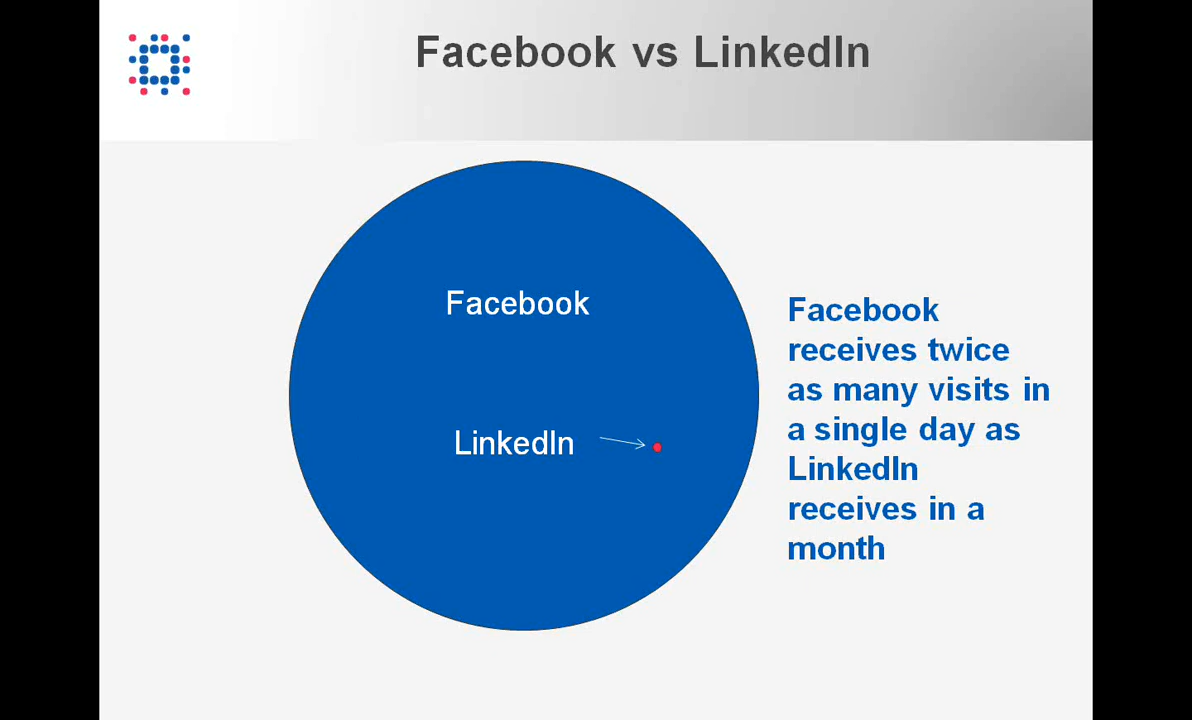 Facebook vs LinkedIn
Facebook
LinkedIn
Facebook
receives twice
as many visits in
a single day as
LinkedIn
receives in a
month